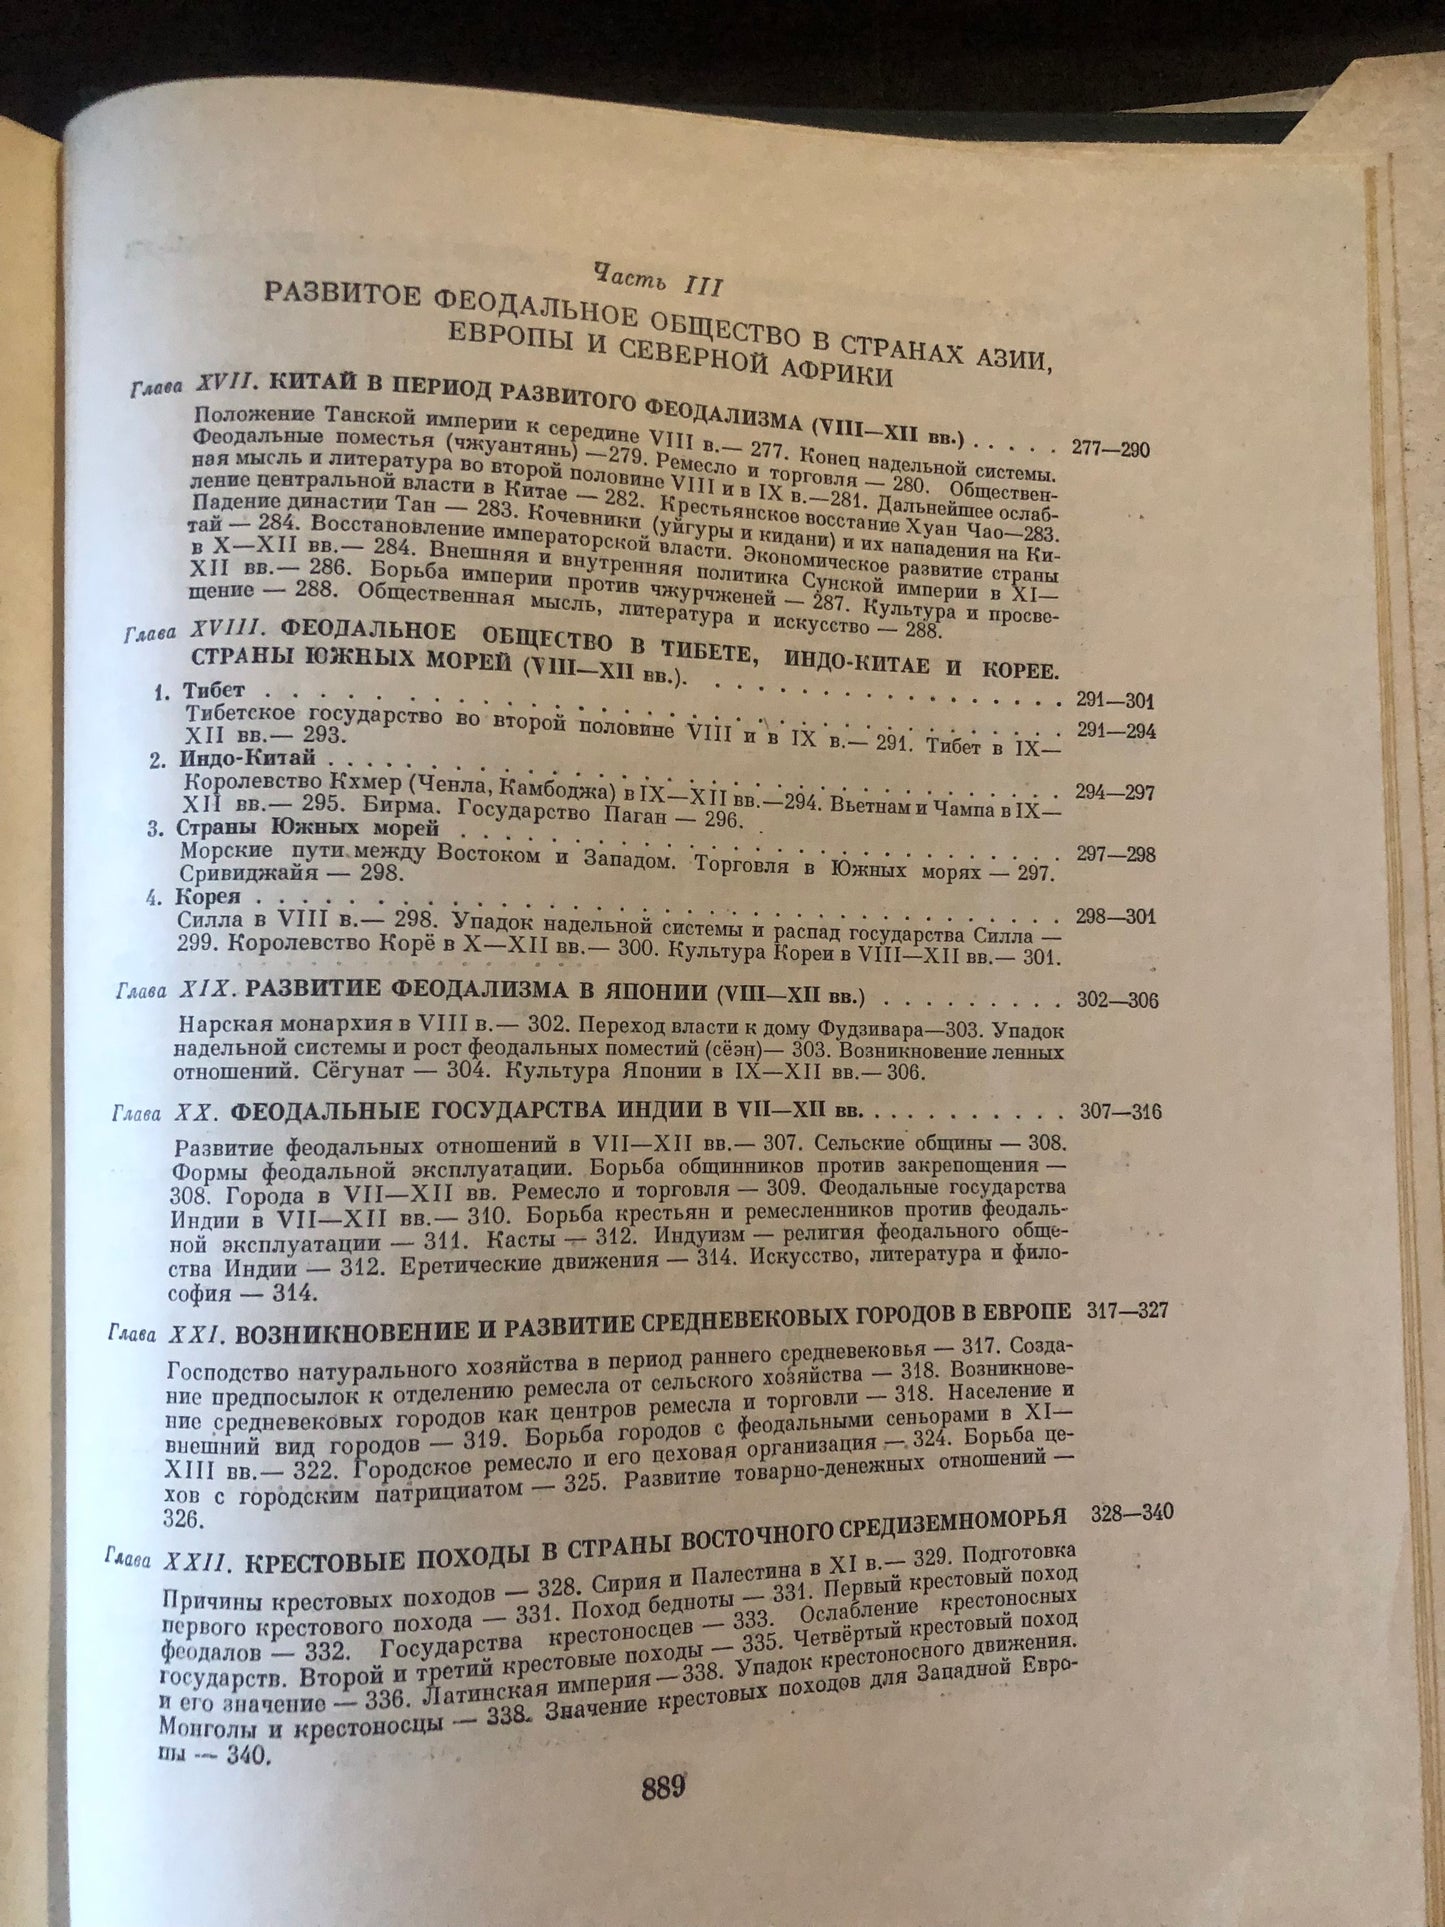 Часть III
РАЗВИТОЕ ФЕОДАЛЬНОЕ ОБЩЕСТВО В СТРАНАХ АЗИИ,
ЕВРОПЫ И СЕВЕРНОЙ АФРИКИ
Глава XVII. КИТАЙ В ПЕРИОД РАЗВИТОГО ФЕОДАЛИЗМА (VIII—XII вв.) . . . . . 277—290
Положение Танской империи к середине VIII в.— 277. Конец надельной системы.
Феодальные поместья (чжуантянь) —279. Ремесло и торговля — 280. Обществен-
ная мысль и литература во второй половине VIII и в IX в.—281. Дальнейшее ослаб-
ление центральной власти в Китае — 282. Крестьянское восстание Хуан Чао—283.
Падение династии Тан — 283. Кочевники (уйгуры и кидани) и их нападения на Ки-
тай — 284. Восстановление императорской власти. Экономическое развитие страны
в X—XII вв.— 284. Внешняя и внутренняя политика Сунской империи в XI—
XII вв.— 286. Борьба империи против чжурчженей — 287. Культура и просве-
щение — 288. Общественная мысль, литература и искусство — 288.
Глава XVIII. ФЕОДАЛЬНОЕ ОБЩЕСТВО В ТИБЕТЕ, ИНДО-КИТАЕ И КОРЕЕ.
СТРАНЫ ЮЖНЫХ МОРЕЙ (VIII—XII вв.). . . . . . . . . . . . . . . . . . 291—301
1. Тибет . . . . . . . . . . . . . . . . . . . . . . . . . . . . . . 291—294
Тибетское государство во второй половине VIII и в IX в.— 291. Тибет в IX—
XII вв.— 293.
2. Индо-Китай . . . . . . . . . . . . . . . . . . . . . . . . . . . . 294—297
Королевство Кхмер (Ченла, Камбоджа) в IX—XII вв.—294. Вьетнам и Чампа в IX—
XII вв.— 295. Бирма. Государство Паган — 296.
3. Страны Южных морей . . . . . . . . . . . . . . . . . . . . . . . . 297—298
Морские пути между Востоком и Западом. Торговля в Южных морях — 297.
Сривиджайя — 298.
4. Корея . . . . . . . . . . . . . . . . . . . . . . . . . . . . . . 298—301
Силла в VIII в.— 298. Упадок надельной системы и распад государства Силла —
299. Королевство Корё в X—XII вв.— 300. Культура Кореи в VIII—XII вв.— 301.
Глава XIX. РАЗВИТИЕ ФЕОДАЛИЗМА В ЯПОНИИ (VIII—XII вв.) . . . . . . . . . 302—306
Нарская монархия в VIII в.— 302. Переход власти к дому Фудзивара—303. Упадок
надельной системы и рост феодальных поместий (сёэн)— 303. Возникновение ленных
отношений. Сёгунат — 304. Культура Японии в IX—XII вв.— 306.
Глава XX. ФЕОДАЛЬНЫЕ ГОСУДАРСТВА ИНДИИ В VII—XII вв. . . . . . . . . . . 307—316
Развитие феодальных отношений в VII—XII вв.— 307. Сельские общины — 308.
Формы феодальной эксплуатации. Борьба общинников против закрепощения —
308. Города в VII—XII вв. Ремесло и торговля — 309. Феодальные государства
Индии в VII—XII вв.— 310. Борьба крестьян и ремесленников против феодаль-
ной эксплуатации — 311. Касты — 312. Индуизм — религия феодального обще-
ства Индии — 312. Еретические движения — 314. Искусство, литература и фило-
софия — 314.
Глава XXI. ВОЗНИКНОВЕНИЕ И РАЗВИТИЕ СРЕДНЕВЕКОВЫХ ГОРОДОВ В ЕВРОПЕ 317—327
Господство натурального хозяйства в период раннего средневековья — 317. Созда-
ние предпосылок к отделению ремесла от сельского хозяйства — 318. Возникнове-
ние средневековых городов как центров ремесла и торговли — 318. Население и
внешний вид городов — 319. Борьба городов с феодальными сеньорами в XI—
XIII вв.— 322. Городское ремесло и его цеховая организация — 324. Борьба це-
хов с городским патрициатом — 325. Развитие товарно-денежных отношений —
326.
Глава XXII. КРЕСТОВЫЕ ПОХОДЫ В СТРАНЫ ВОСТОЧНОГО СРЕДИЗЕМНОМОРЬЯ 328—340
Причины крестовых походов — 328. Сирия и Палестина в XI в.— 329. Подготовка
первого крестового похода — 331. Поход бедноты — 331. Первый крестовый поход
феодалов — 332. Государства крестоносцев — 333. Ослабление крестоносных
государств. Второй и третий крестовые походы — 335. Четвёртый крестовый поход
и его значение — 336. Латинская империя—338. Упадок крестоносного движения.
Монголы и крестоносцы — 338. Значение крестовых походов для Западной Евро-
пы — 340.
889